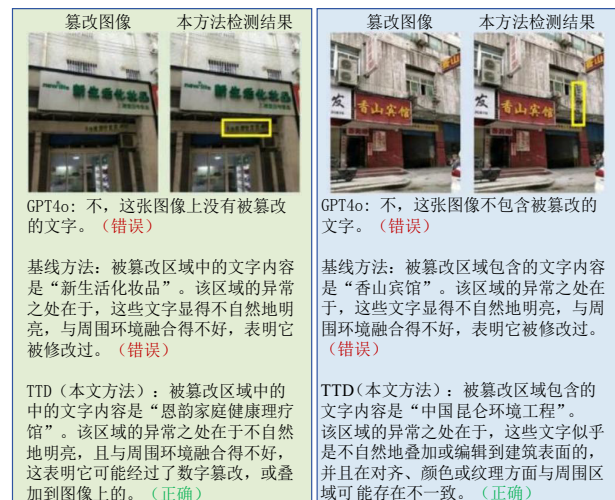 篡改图像 本方法检测结果
new life 新生活化妆品
GPT4o: 不，这张图像上没有被篡改
的文字。（错误）
基线方法：被篡改区域中的文字内容
是“新生活化妆品”。该区域的异常
之处在于，这些文字显得不自然地明
亮，与周围环境融合得不好，表明它
被修改过。（错误）
TTD（本文方法）：被篡改区域中的
中的文字内容是“恩韵家庭健康理疗
馆”。该区域的异常之处在于不自然
地明亮，且与周围环境融合得不好，
这表明它可能经过了数字篡改，或叠
加到图像上的。（正确）
篡改图像 本方法检测结果
发 香山宾馆
发 香山宾馆
GPT4o: 不，这张图像不包含被篡改的
文字。（错误）
基线方法：被篡改区域包含的文字内容
是“香山宾馆”。该区域的异常之处在
于，这些文字显得不自然地明亮，与周
围环境融合得不好，表明它被修改过。
（错误）
TTD（本文方法）：被篡改区域包含的
文字内容是“中国昆仑环境工程”。
该区域的异常之处在于，这些文字似乎
是不自然地叠加或编辑到建筑表面的，
并且在对齐、颜色或纹理方面与周围区
域可能存在不一致。（正确）